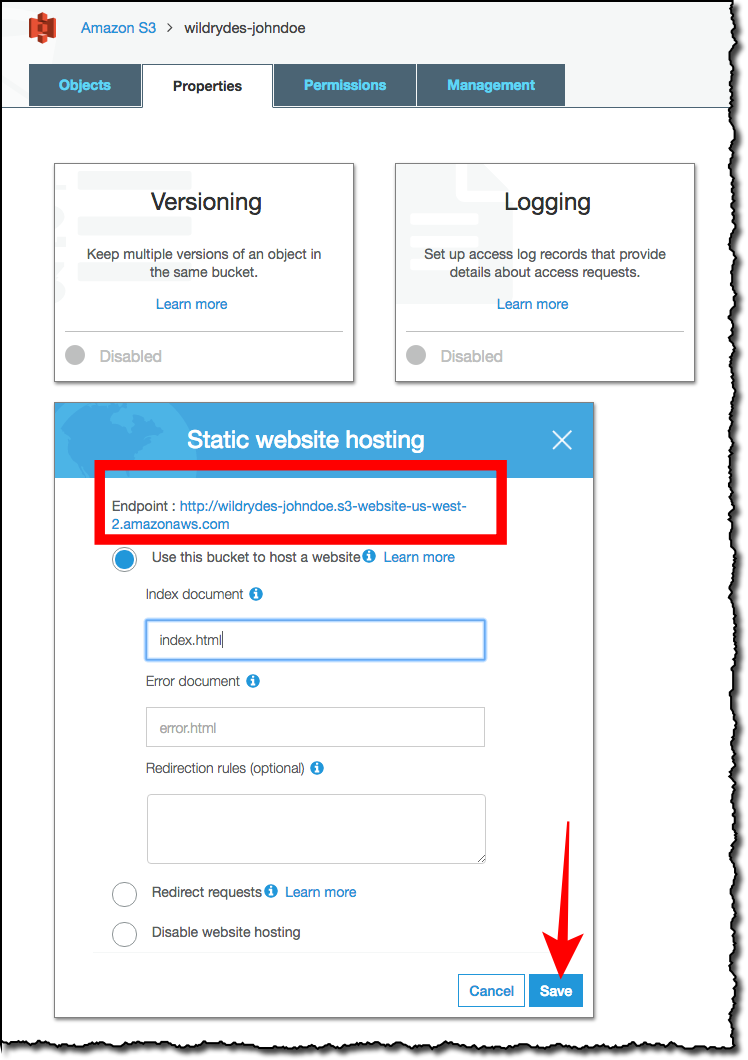 Amazon S3 > wildrydes-johndoe
Objects
Properties
Permissions
Management
Versioning
Keep multiple versions of an object in
the same bucket.
Learn more
Disabled
Logging
Set up access log records that provide
details about access requests.
Learn more
Disabled
Static website hosting
Endpoint : http://wildrydes-johndoe.s3-website-us-west-
2.amazonaws.com
Use this bucket to host a website Learn more
Index document
index.html
Error document
error.html
Redirection rules (optional)
Redirect requests Learn more
Disable website hosting
Cancel
Save